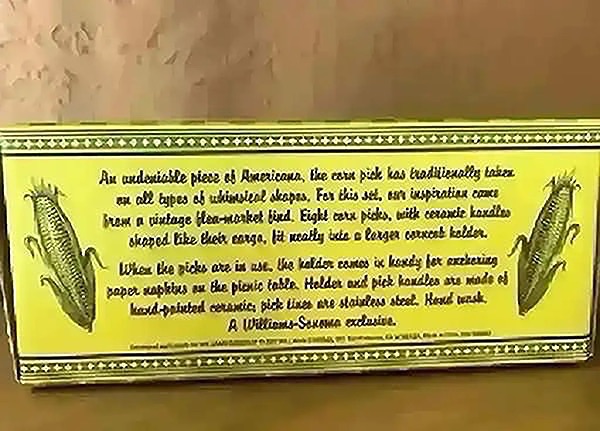 An undeniable piece of Americana, the corn pick has traditionally taken
on all types of whimsical shapes. For this set, our inspiration came
from a vintage flea-market find. Eight corn picks, with ceramic handles
shaped like their cargo, fit neatly into a larger corncob holder.
When the picks are in use, the holder comes in handy for anchoring
paper napkins on the picnic table. Holder and pick handles are made of
hand-painted ceramic; pick tines are stainless steel. Hand wash.
A Williams-Sonoma exclusive.